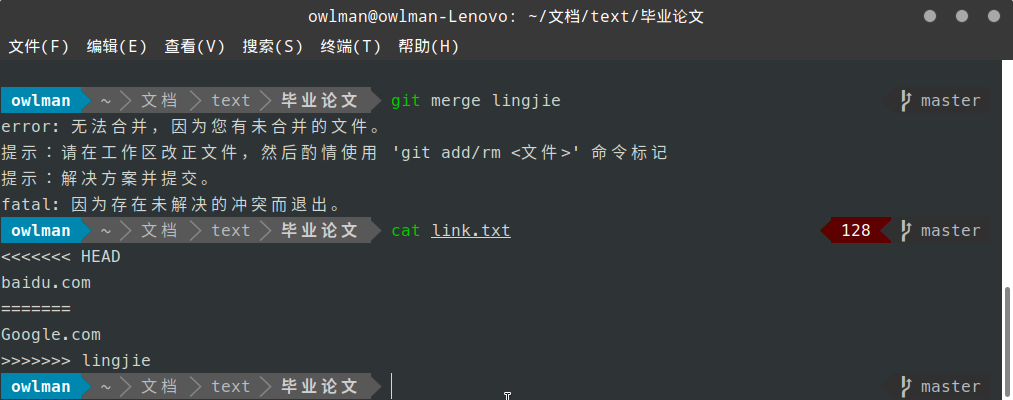 owlman@owlman-Lenovo: ~/文档/text/毕业论文
文件(F) 编辑(E) 查看(V) 搜索(S) 终端(T) 帮助(H)
owlman ~ 文档 text 毕业论文 git merge lingjie master
error: 无法合并，因为您有未合并的文件。
提示：请在工作区改正文件，然后酌情使用 'git add/rm <文件>' 命令标记
提示：解决方案并提交。
fatal: 因为存在未解决的冲突而退出。
owlman ~ 文档 text 毕业论文 cat link.txt 128 master
<<<<<<< HEAD
baidu.com
=======
Google.com
>>>>>>> lingjie
owlman ~ 文档 text 毕业论文 master